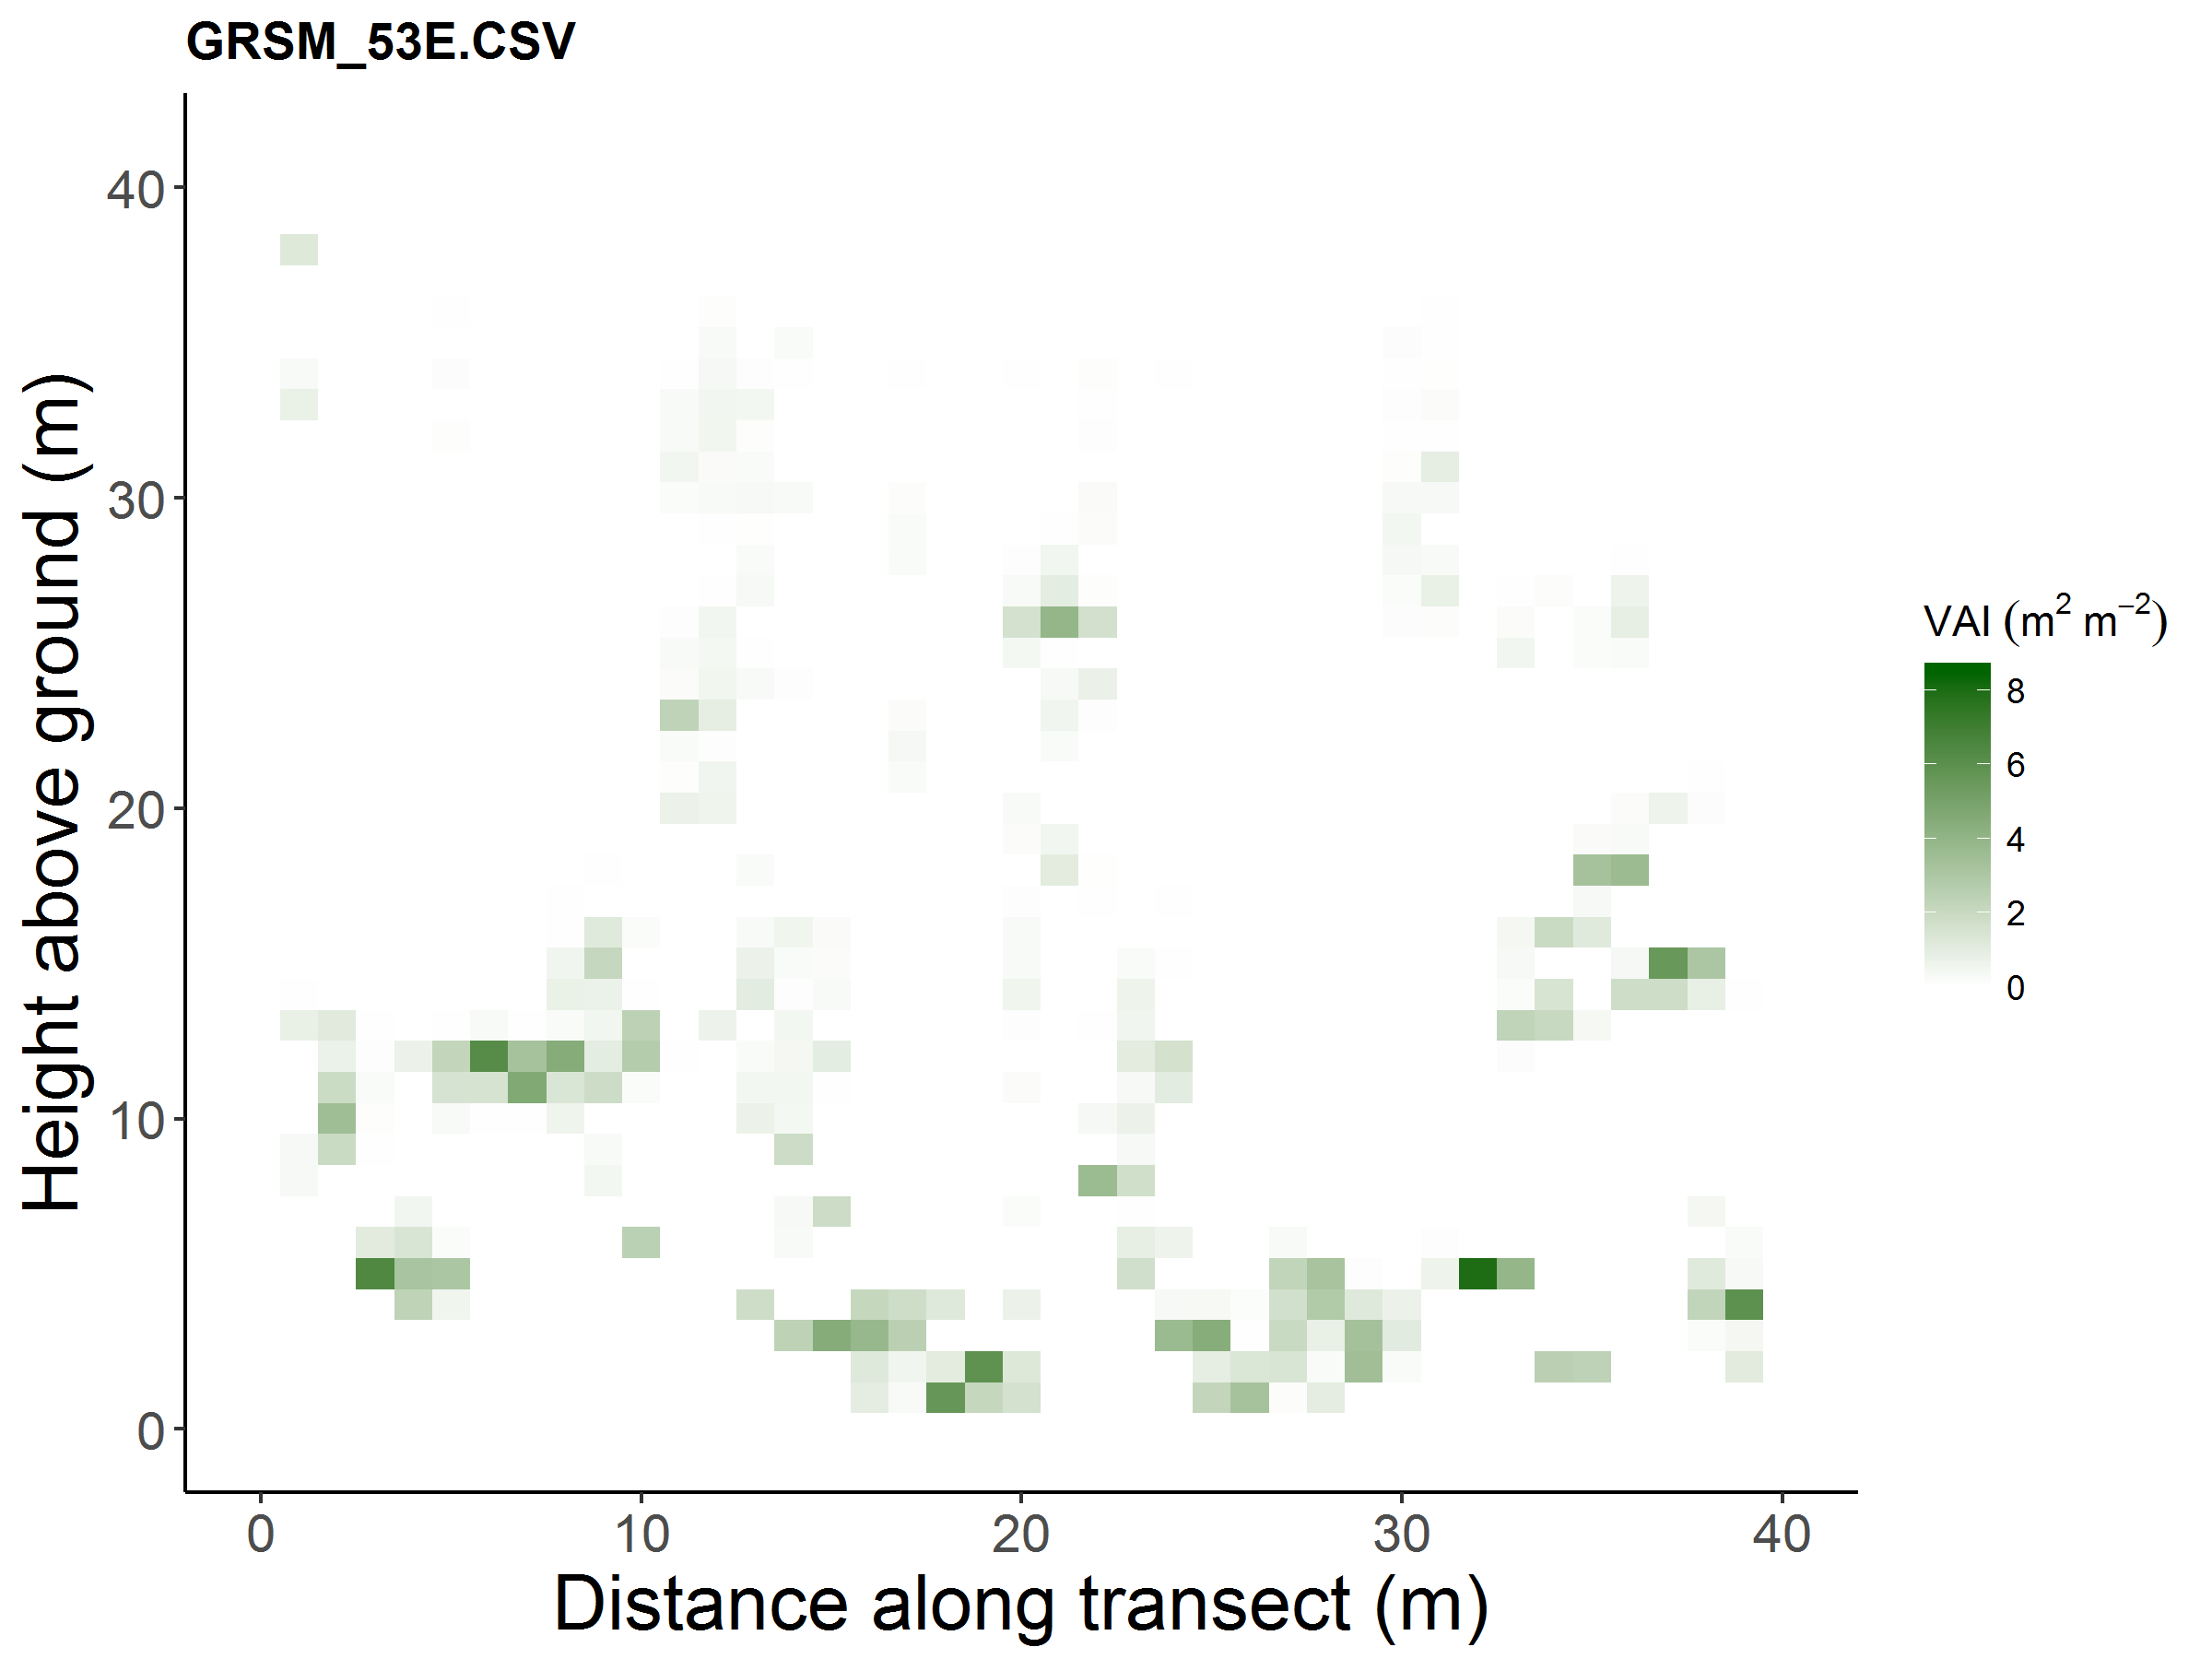 GRSM_53E.CSV
Height above ground (m)
40
30
20
10
0
0 10 20 30 40
Distance along transect (m)
VAI (m² m⁻²)
8
6
4
2
0